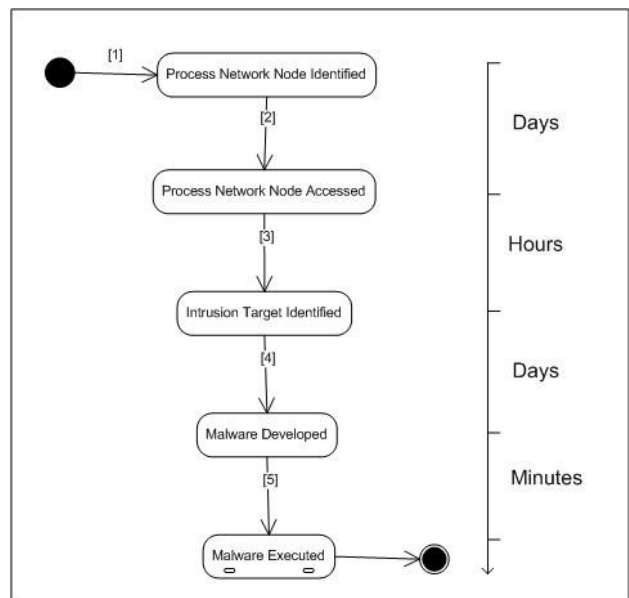 [1]
Process Network Node Identified
[2]
Days
Process Network Node Accessed
[3]
Hours
Intrusion Target Identified
[4]
Days
Malware Developed
[5]
Minutes
Malware Executed